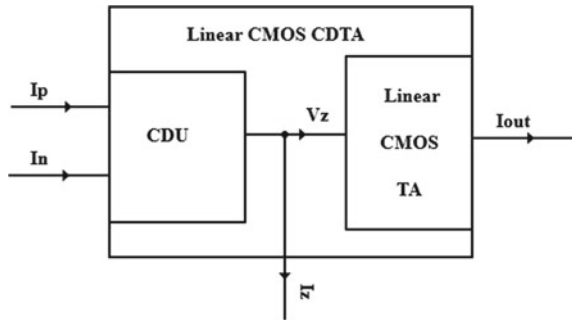 Linear CMOS CDTA
Ip
In
CDU
Vz
Linear
CMOS
TA
Iout
Iz